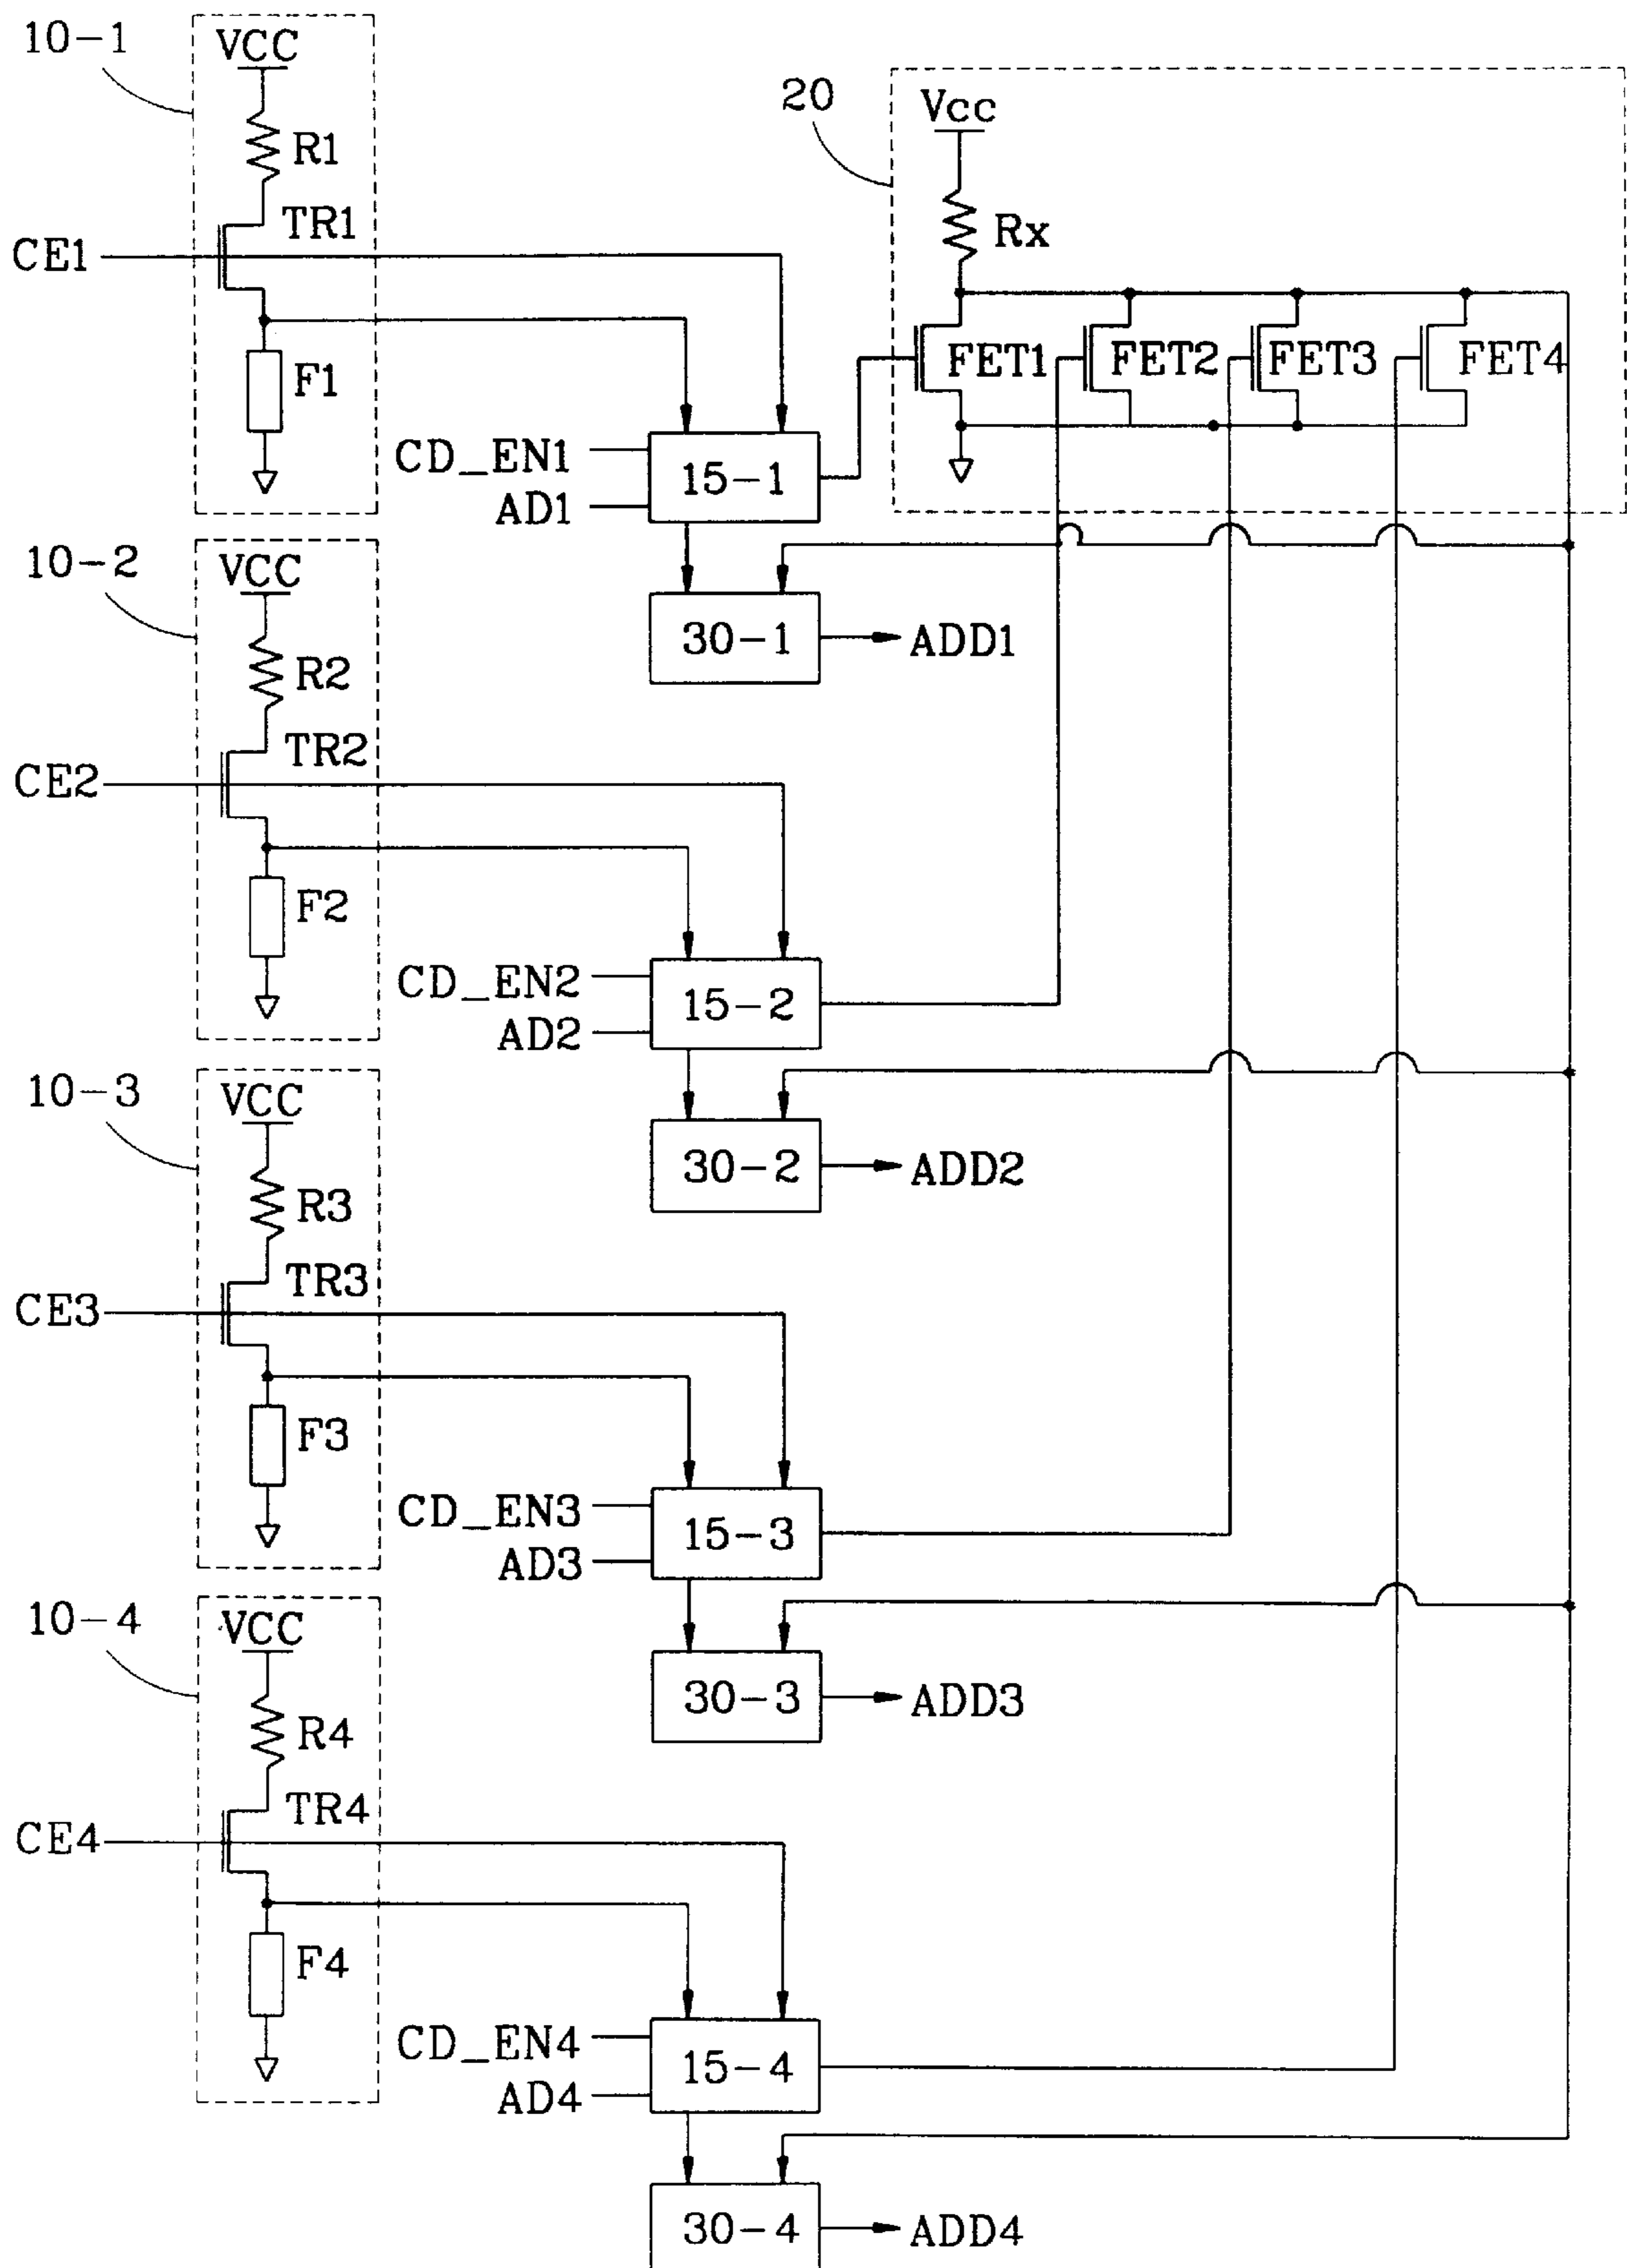 10-1
VCC
R1
TR1
CE1
F1
20
Vcc
Rx
FET1
FET2
FET3
FET4
CD_EN1
AD1
15-1
30-1
ADD1
10-2
VCC
R2
TR2
CE2
F2
CD_EN2
AD2
15-2
30-2
ADD2
10-3
VCC
R3
TR3
CE3
F3
CD_EN3
AD3
15-3
30-3
ADD3
10-4
VCC
R4
TR4
CE4
F4
CD_EN4
AD4
15-4
30-4
ADD4